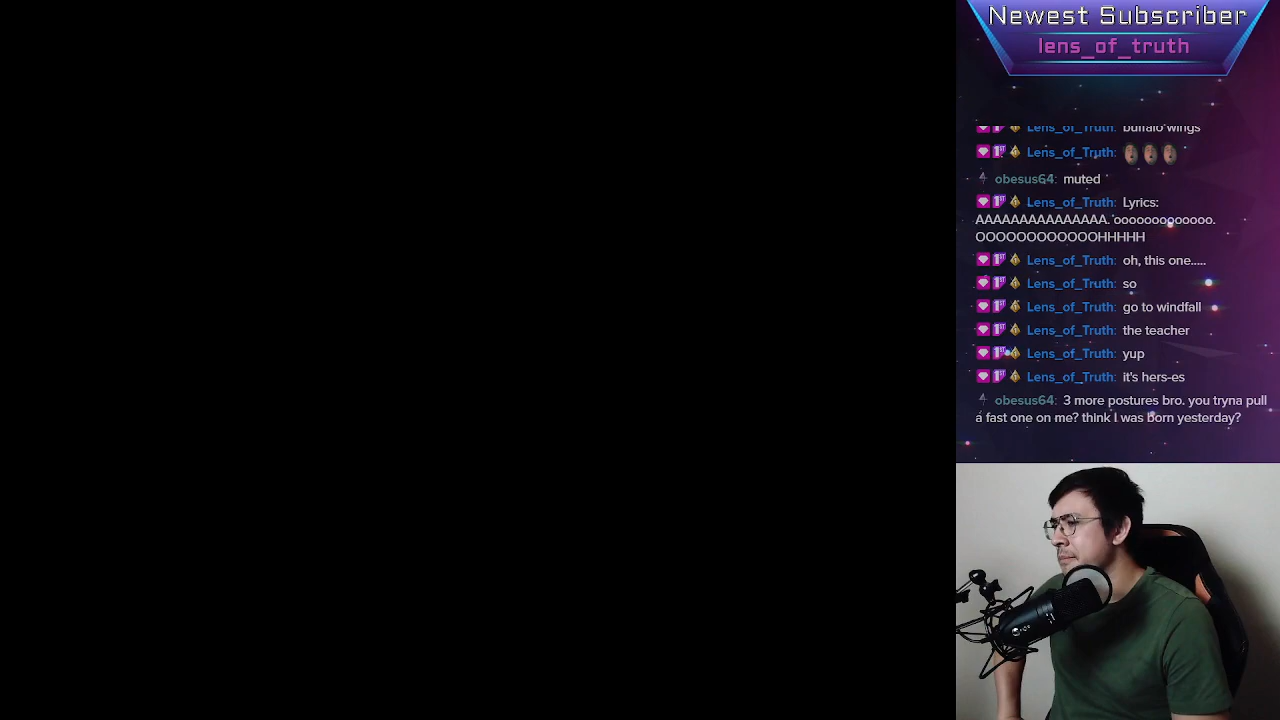 Newest Subscriber
lens_of_truth
Lens_of_Truth: buffalo wings
Lens_of_Truth:
obesus64: muted
Lens_of_Truth: Lyrics:
AAAAAAAAAAAAAAA. ooooooooooooo.
OOOOOOOOOOOOHHHHH
Lens_of_Truth: oh, this one.....
Lens_of_Truth: so
Lens_of_Truth: go to windfall
Lens_of_Truth: the teacher
Lens_of_Truth: yup
Lens_of_Truth: it's hers-es
obesus64: 3 more postures bro. you tryna pull
a fast one on me? think I was born yesterday?